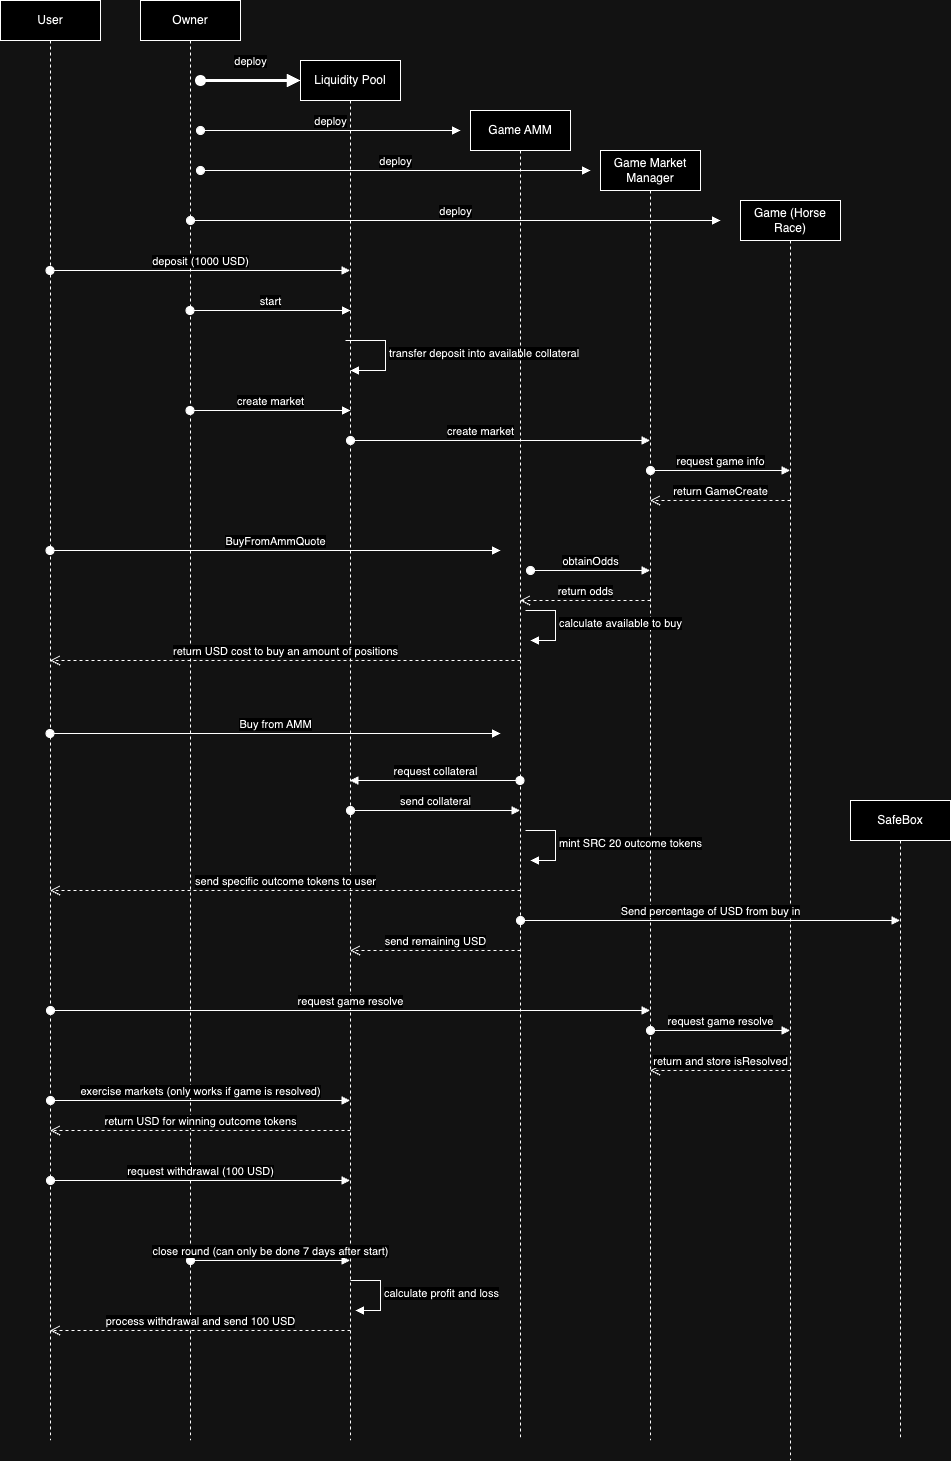 User
Owner
deploy
Liquidity Pool
Game AMM
deploy
Game Market
Manager
deploy
Game (Horse
Race)
deploy
deposit (1000 USD)
start
transfer deposit into available collateral
create market
create market
request game info
return GameCreate
BuyFromAmmQuote
obtainOdds
return odds
calculate available to buy
return USD cost to buy an amount of positions
Buy from AMM
request collateral
send collateral
SafeBox
mint SRC 20 outcome tokens
send specific outcome tokens to user
Send percentage of USD from buy in
send remaining USD
request game resolve
request game resolve
return and store isResolved
exercise markets (only works if game is resolved)
return USD for winning outcome tokens
request withdrawal (100 USD)
close round (can only be done 7 days after start)
calculate profit and loss
process withdrawal and send 100 USD